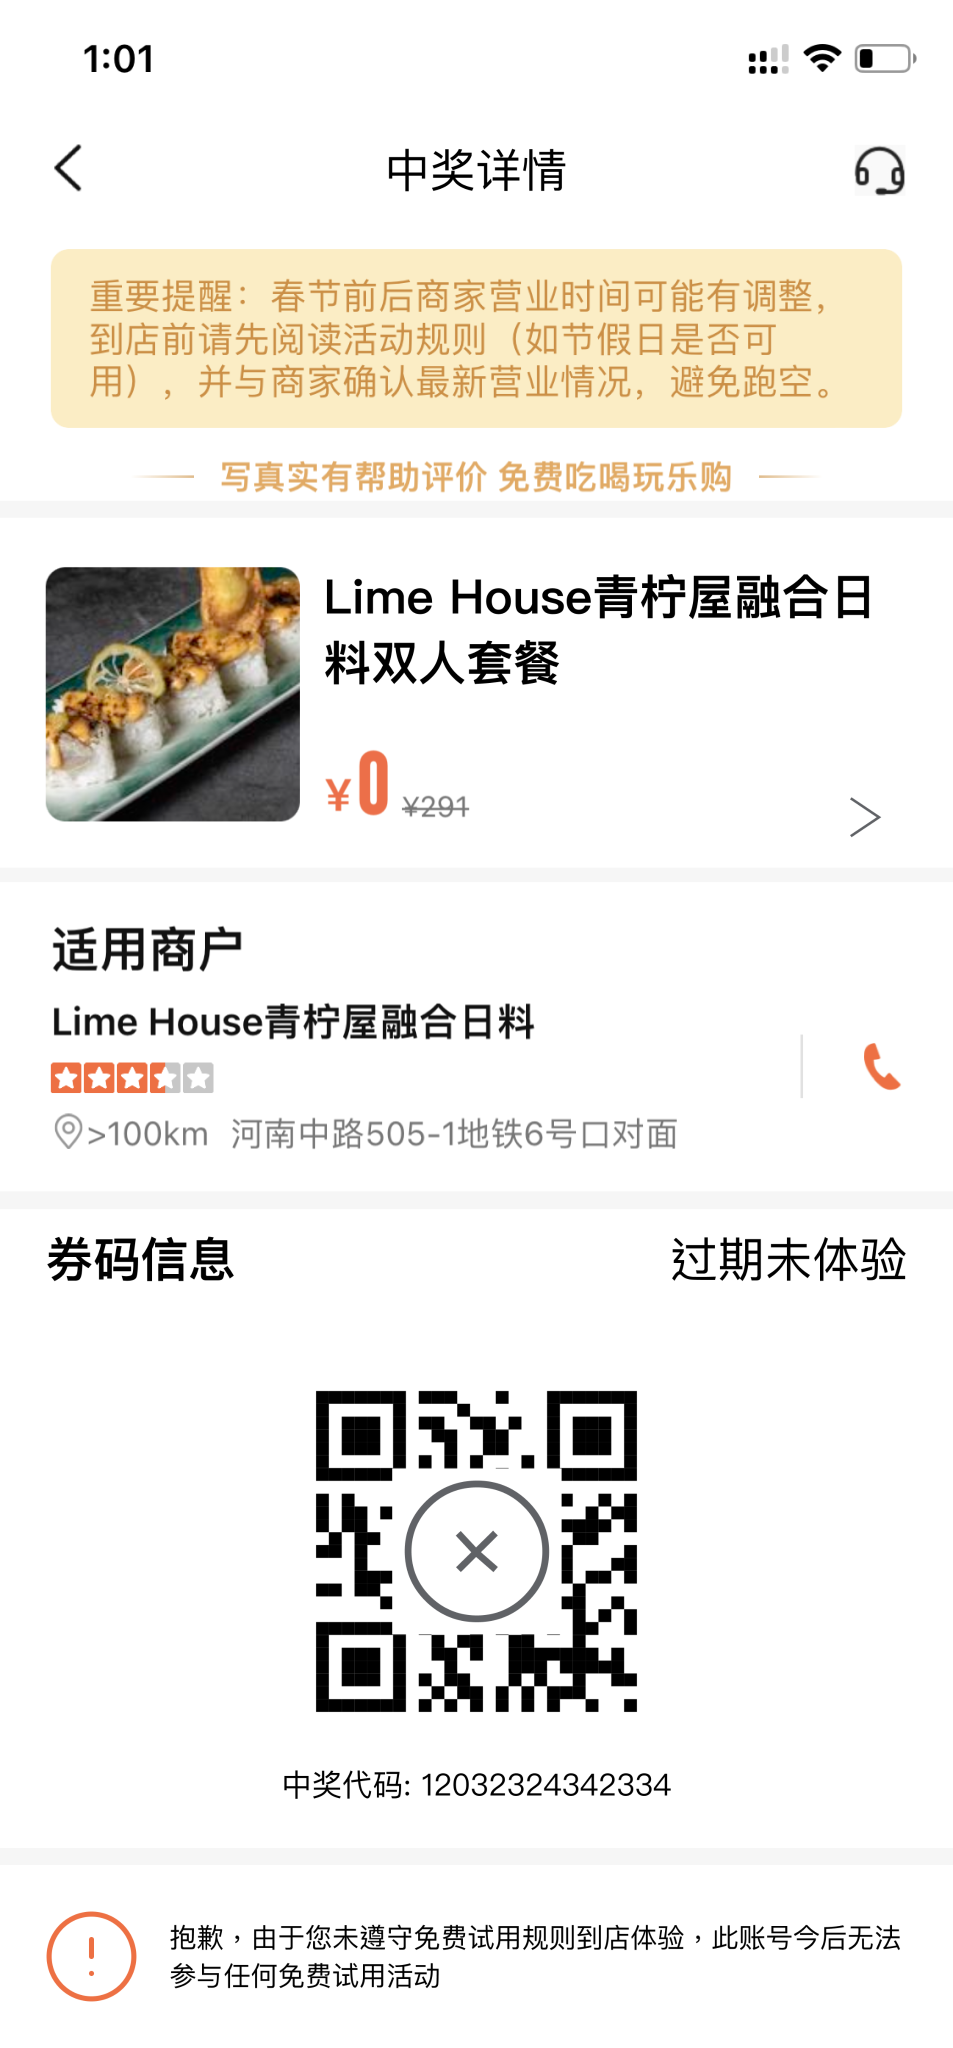 1:01
中奖详情
重要提醒：春节前后商家营业时间可能有调整，
到店前请先阅读活动规则（如节假日是否可
用），并与商家确认最新营业情况，避免跑空。
写真实有帮助评价 免费吃喝玩乐购
Lime House青柠屋融合日
料双人套餐
¥0 ¥291
适用商户
Lime House青柠屋融合日料
>100km 河南中路505-1地铁6号口对面
券码信息 过期未体验
中奖代码: 12032324342334
抱歉，由于您未遵守免费试用规则到店体验，此账号今后无法
参与任何免费试用活动